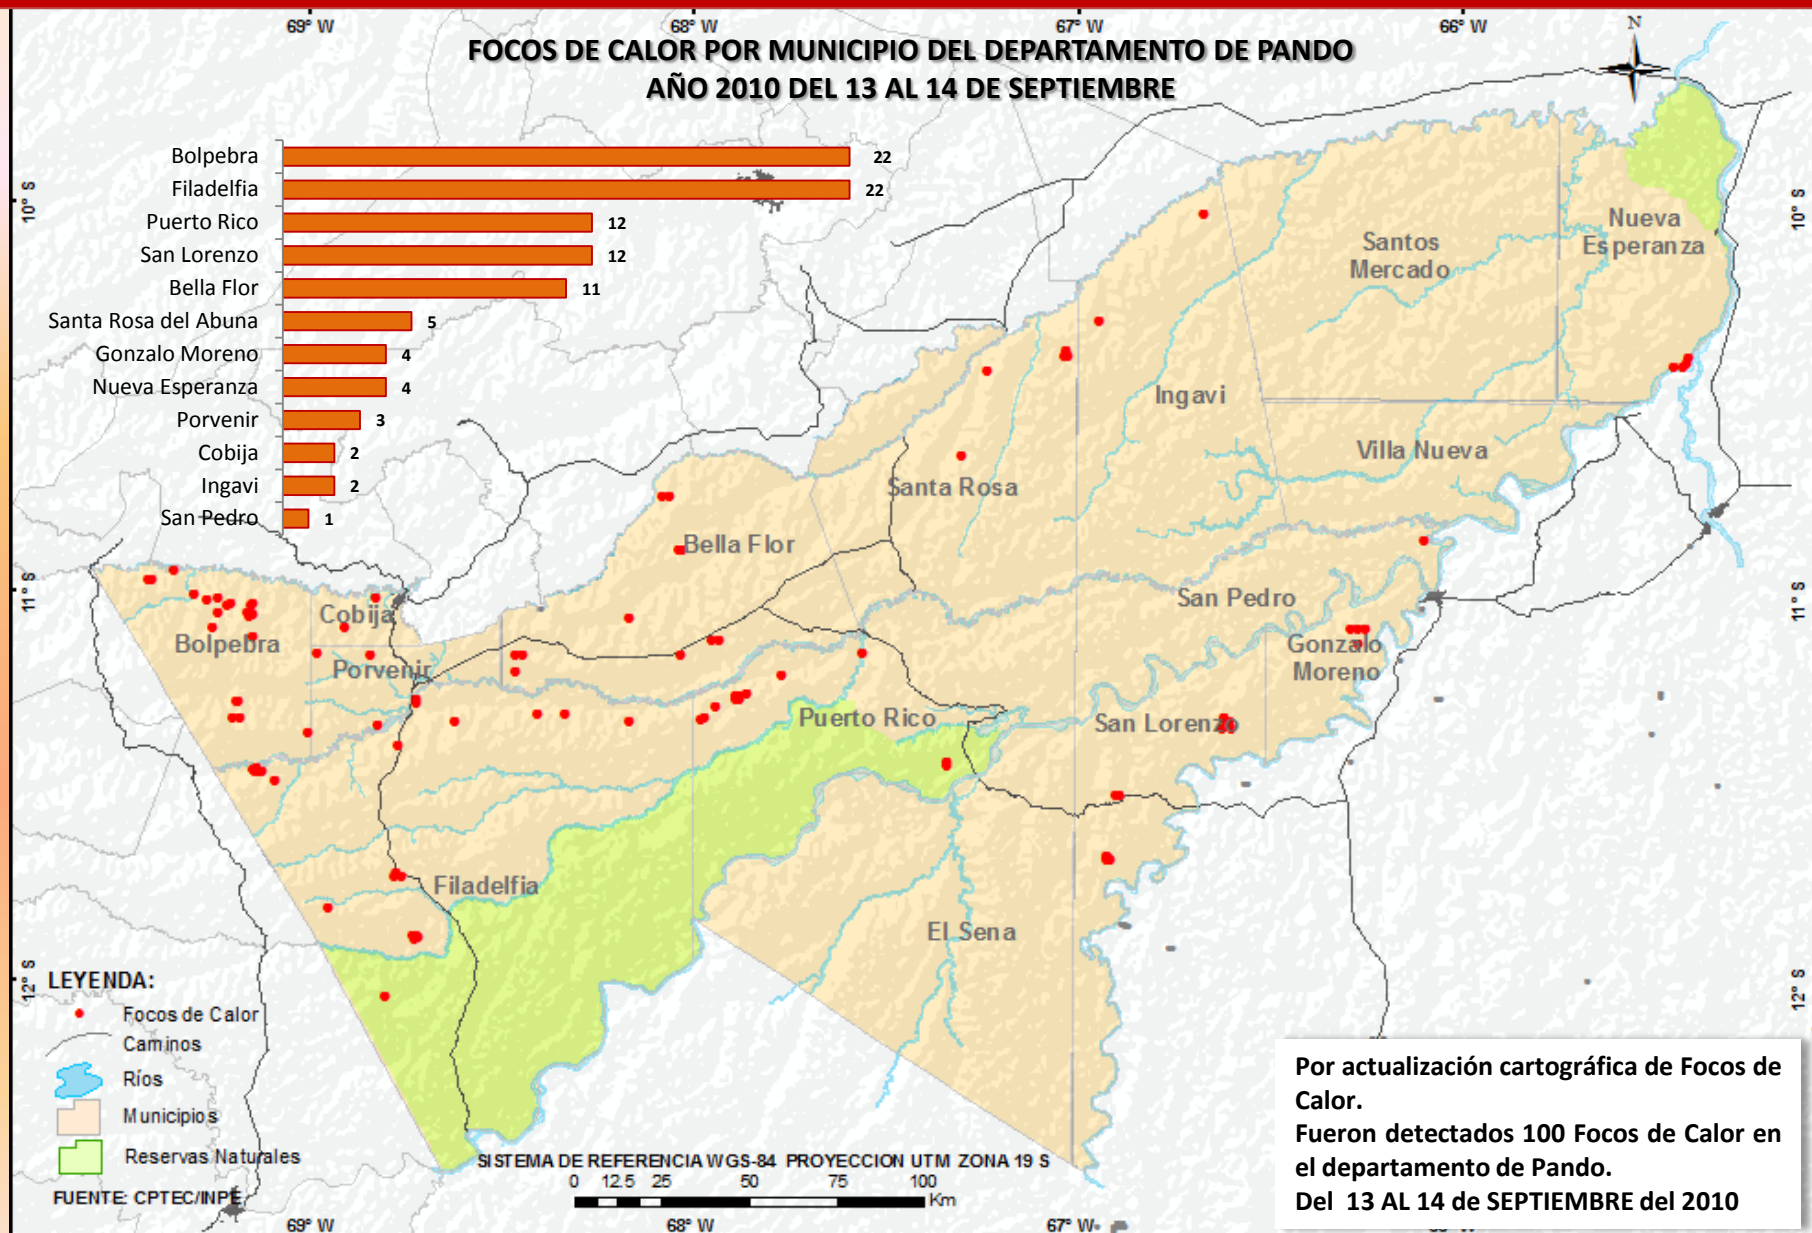 69° W
68° W
67° W
66° W
N
FOCOS DE CALOR POR MUNICIPIO DEL DEPARTAMENTO DE PANDO
AÑO 2010 DEL 13 AL 14 DE SEPTIEMBRE
Bolpebra 22
Filadelfia 22
Puerto Rico 12
San Lorenzo 12
Bella Flor 11
Santa Rosa del Abuna 5
Gonzalo Moreno 4
Nueva Esperanza 4
Porvenir 3
Cobija 2
Ingavi 2
San Pedro 1
10° S
10° S
11° S
11° S
12° S
12° S
Nueva
Esperanza
Santos
Mercado
Ingavi
Villa Nueva
Santa Rosa
Bella Flor
San Pedro
Cobija
Bolpebra
Porvenir
Gonzalo
Moreno
Puerto Rico
San Lorenzo
Filadelfia
El Sena
LEYENDA:
Focos de Calor
Caminos
Ríos
Municipios
Reservas Naturales
FUENTE: CPTEC/INPE
SISTEMA DE REFERENCIA WGS-84 PROYECCION UTM ZONA 19 S
0 12.5 25 50 75 100
Km
Por actualización cartográfica de Focos de
Calor.
Fueron detectados 100 Focos de Calor en
el departamento de Pando.
Del 13 AL 14 de SEPTIEMBRE del 2010
69° W
68° W
67° W